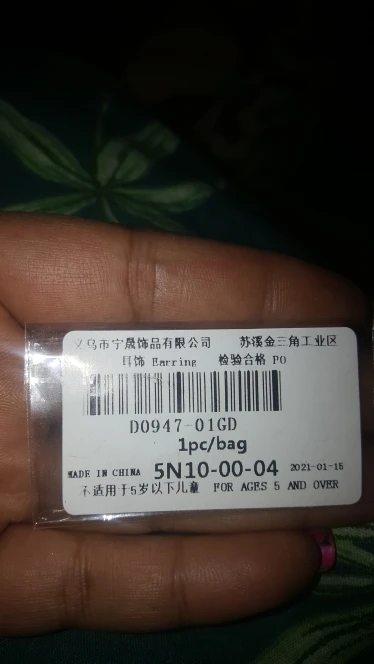 义乌市宁晟饰品有限公司 苏溪金三角工业区
耳饰 Earring 检验合格 PO
D0947-01GD
1pc/bag
MADE IN CHINA 5N10-00-04 2021-01-15
不适用于5岁以下儿童 FOR AGES 5 AND OVER